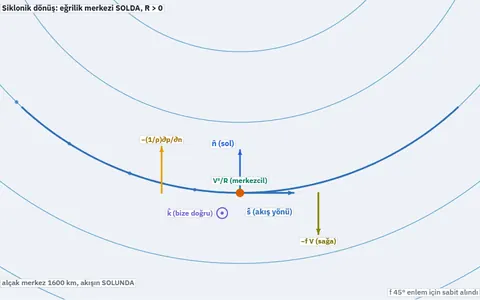 Siklonik dönüş: eğrilik merkezi SOLDA, R > 0
−(1/ρ)∂p/∂n
n̂ (sol)
V²/R (merkezcil)
k̂ (bize doğru)
ŝ (akış yönü)
−f V (sağa)
alçak merkez 1600 km, akışın SOLUNDA
f 45° enlem için sabit alındı